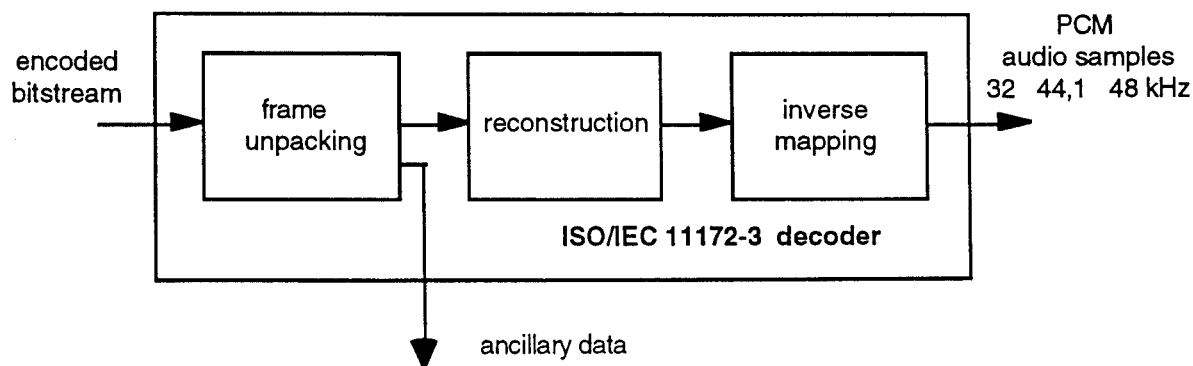 encoded
bitstream
frame
unpacking
reconstruction
inverse
mapping
PCM
audio samples
32 44,1 48 kHz
ISO/IEC 11172-3 decoder
ancillary data